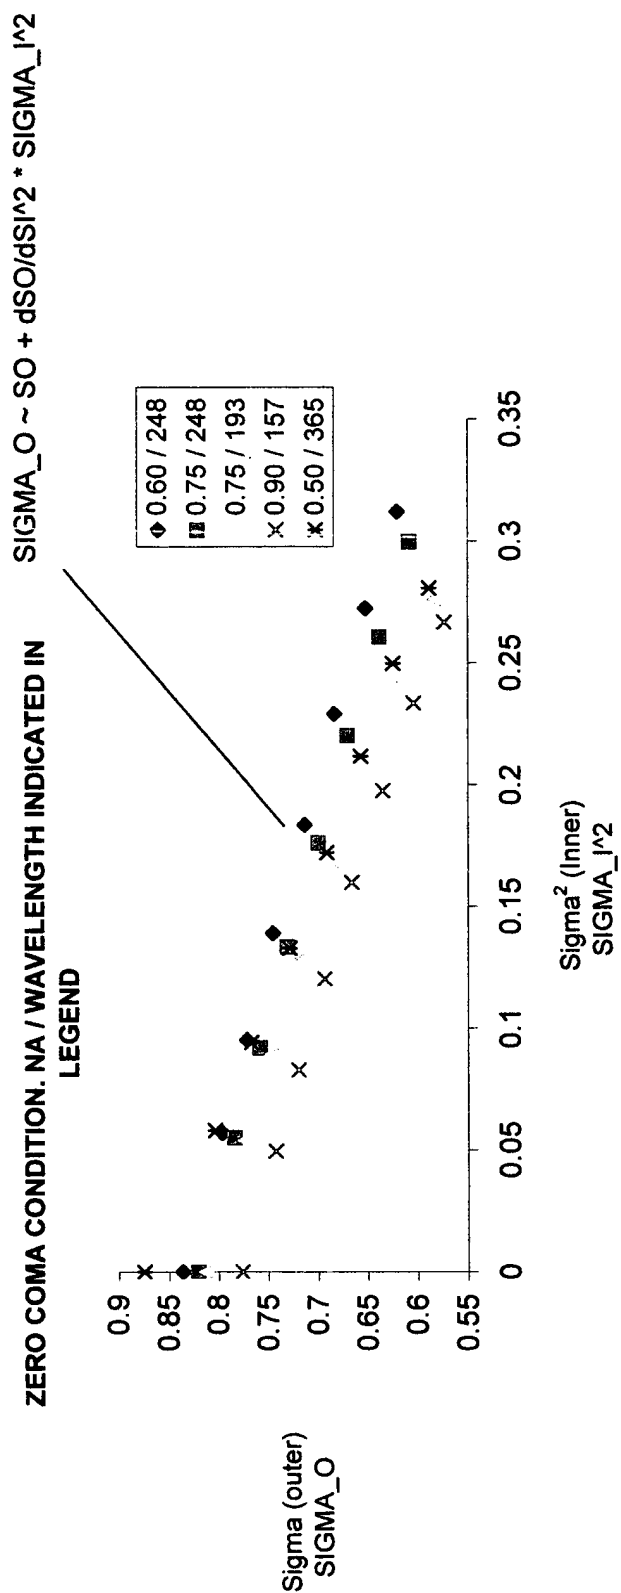 ZERO COMA CONDITION. NA / WAVELENGTH INDICATED IN
LEGEND
SIGMA_O ~ SO + dSO/dSI^2 * SIGMA_I^2
0.60 / 248
0.75 / 248
0.75 / 193
0.90 / 157
0.50 / 365
Sigma (outer)
SIGMA_O
0.9
0.85
0.8
0.75
0.7
0.65
0.6
0.55
0
0.05
0.1
0.15
0.2
0.25
0.3
0.35
Sigma² (Inner)
SIGMA_I^2